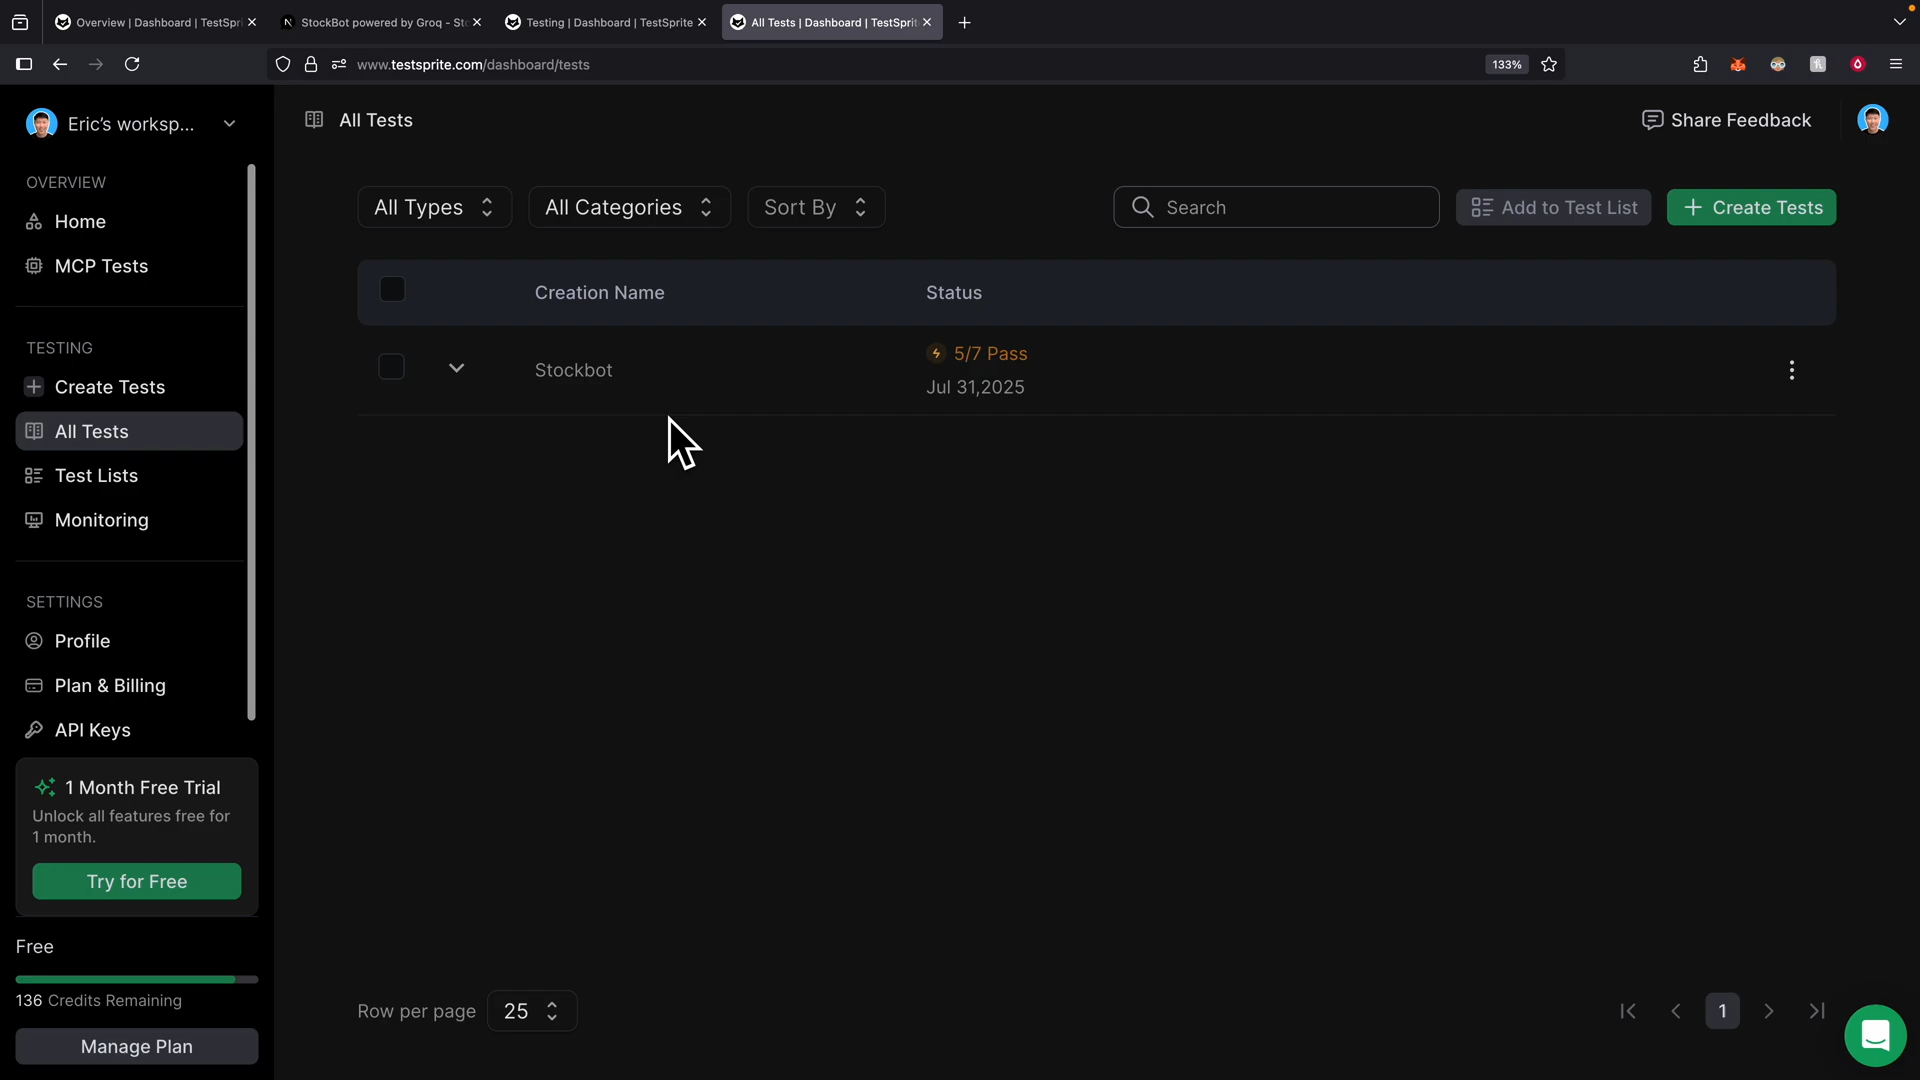 Overview | Dashboard | TestSpri
StockBot powered by Groq - Sto
Testing | Dashboard | TestSprite
All Tests | Dashboard | TestSprit
www.testsprite.com/dashboard/tests
133%
Eric's worksp...
OVERVIEW
Home
MCP Tests
TESTING
Create Tests
All Tests
Test Lists
Monitoring
SETTINGS
Profile
Plan & Billing
API Keys
1 Month Free Trial
Unlock all features free for
1 month.
Try for Free
Free
136 Credits Remaining
Manage Plan
All Tests
Share Feedback
All Types
All Categories
Sort By
Search
Add to Test List
+ Create Tests
Creation Name
Status
Stockbot
5/7 Pass
Jul 31,2025
Row per page
25
1